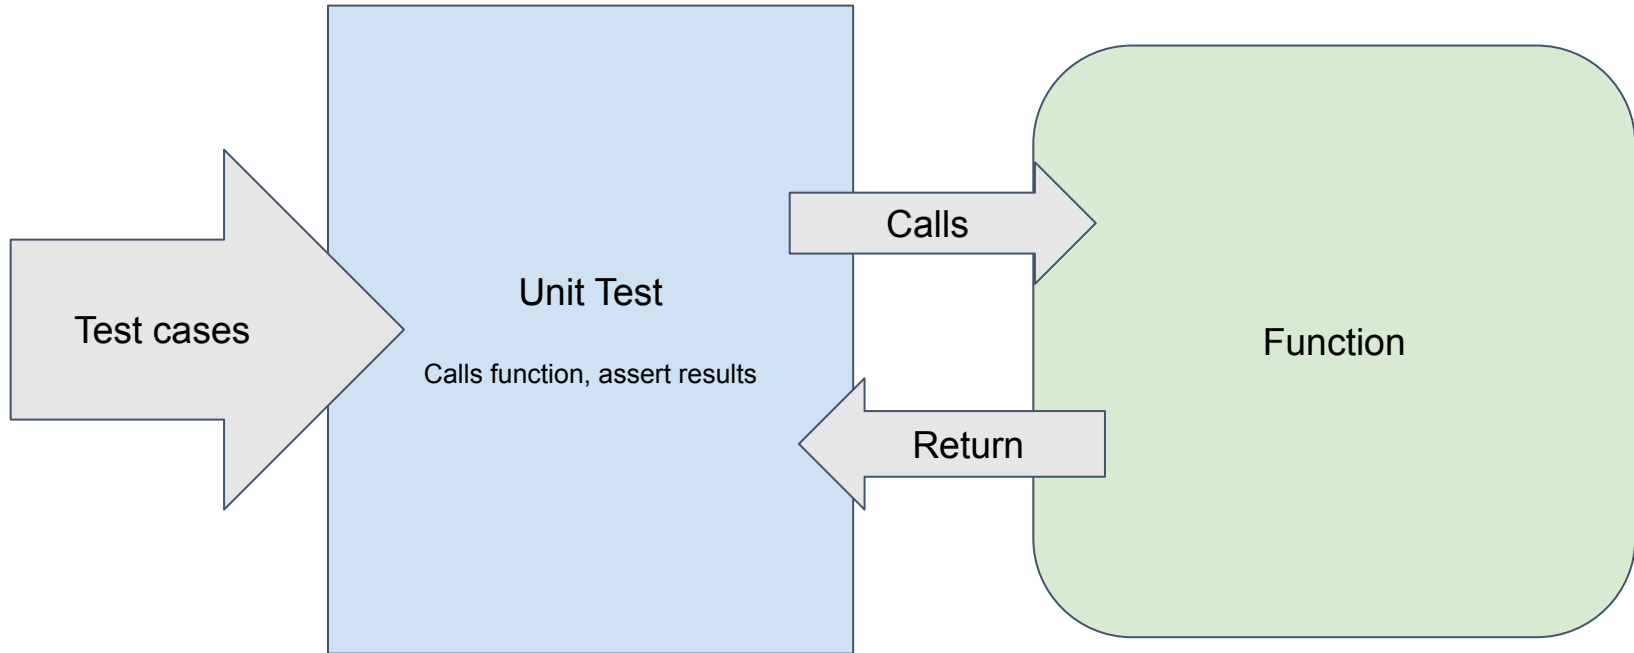 Test cases
Unit Test
Calls function, assert results
Calls
Return
Function